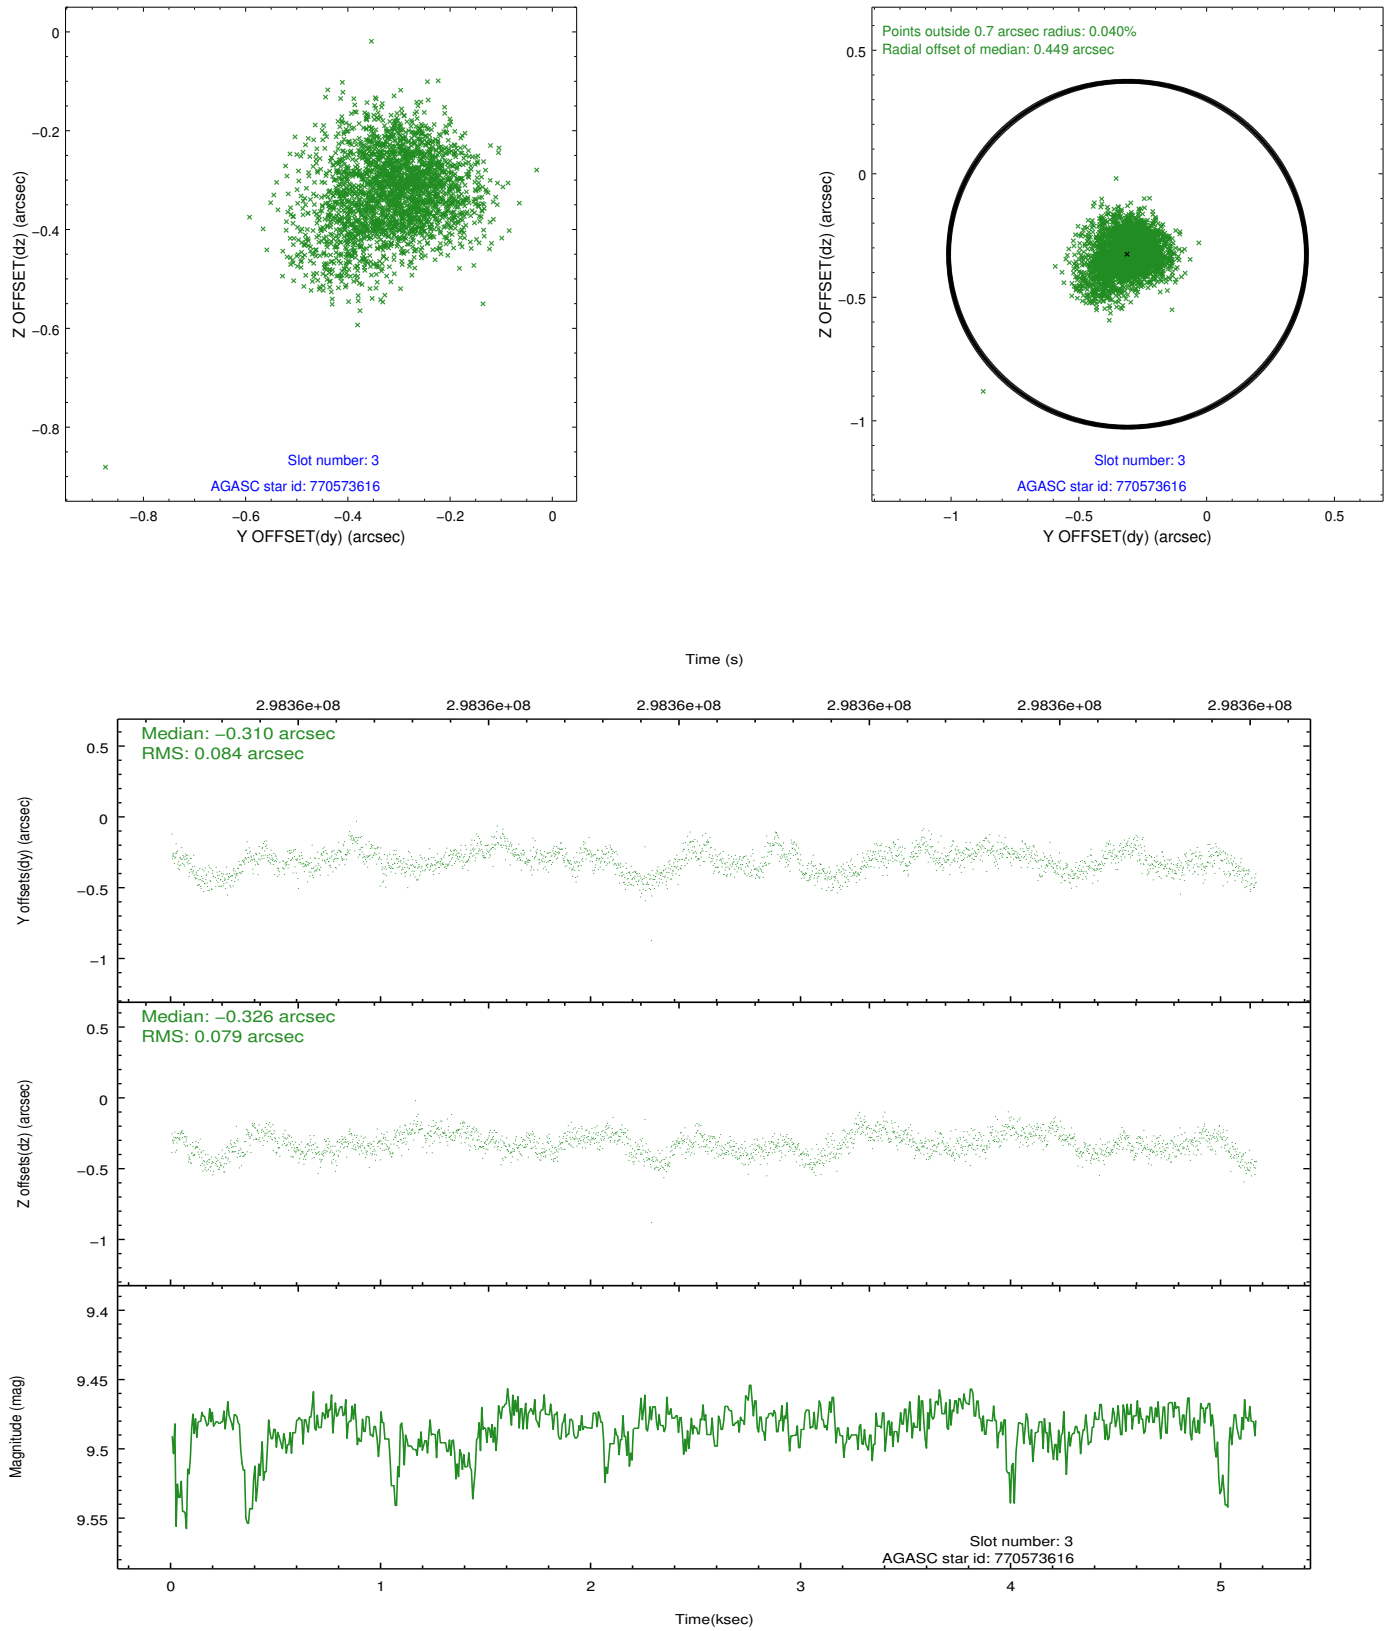 0
−0.2
−0.4
−0.6
−0.8
Z OFFSET(dz) (arcsec)
Slot number: 3
AGASC star id: 770573616
−0.8 −0.6 −0.4 −0.2 0
Y OFFSET(dy) (arcsec)
Points outside 0.7 arcsec radius: 0.040%
Radial offset of median: 0.449 arcsec
0.5
0
−0.5
−1
Z OFFSET(dz) (arcsec)
Slot number: 3
AGASC star id: 770573616
−1 −0.5 0 0.5
Y OFFSET(dy) (arcsec)
Time (s)
2.9836e+08 2.9836e+08 2.9836e+08 2.9836e+08 2.9836e+08 2.9836e+08
Median: −0.310 arcsec
RMS: 0.084 arcsec
0.5
0
−0.5
−1
Y offsets(dy) (arcsec)
Median: −0.326 arcsec
RMS: 0.079 arcsec
0.5
0
−0.5
−1
Z offsets(dz) (arcsec)
9.4
9.45
9.5
9.55
Magnitude (mag)
Slot number: 3
AGASC star id: 770573616
0 1 2 3 4 5
Time(ksec)